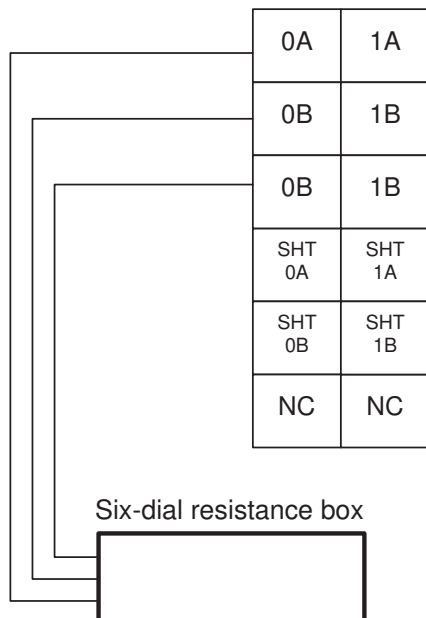 0A 1A
0B 1B
0B 1B
SHT SHT
0A 1A
SHT SHT
0B 1B
NC NC
Six-dial resistance box